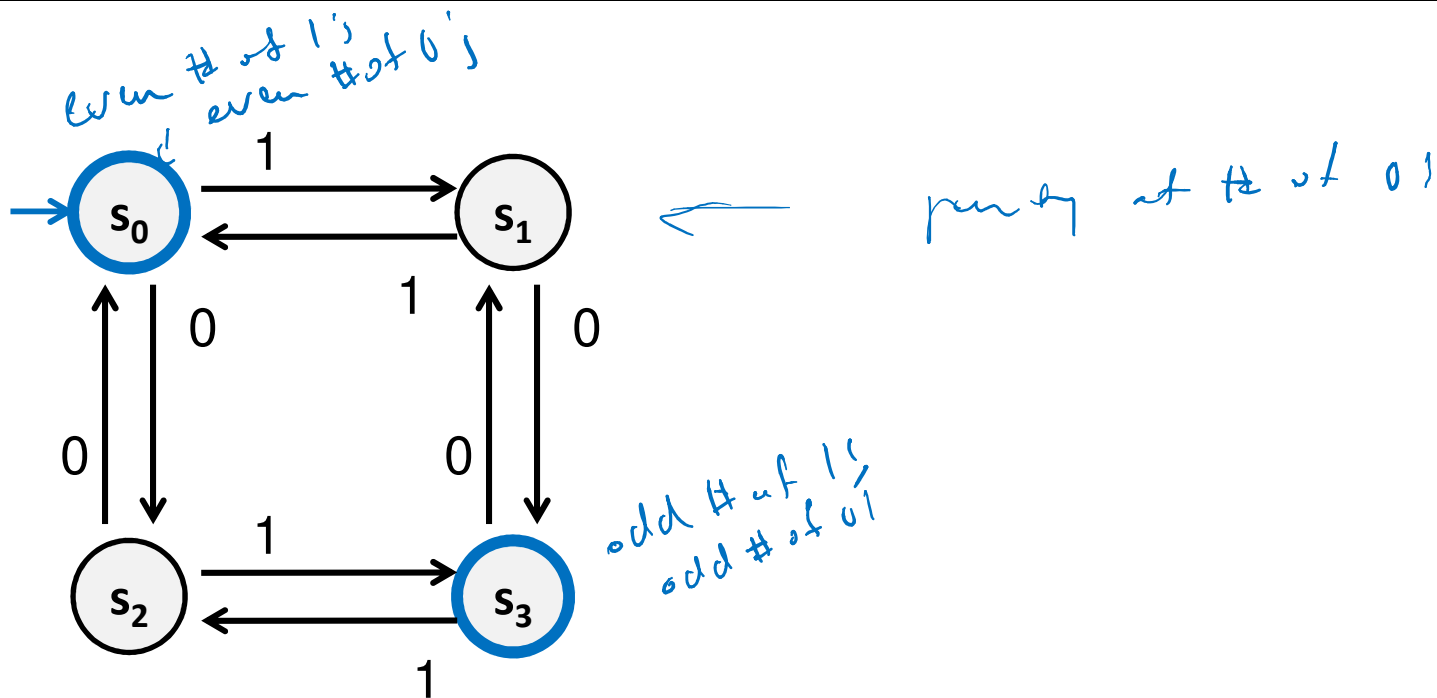 even # of 1's
even # of 0's
1
s0
s1
parity of # of 0's
1
0
0
0
0
1
odd # of 1's
odd # of 0's
s2
s3
1